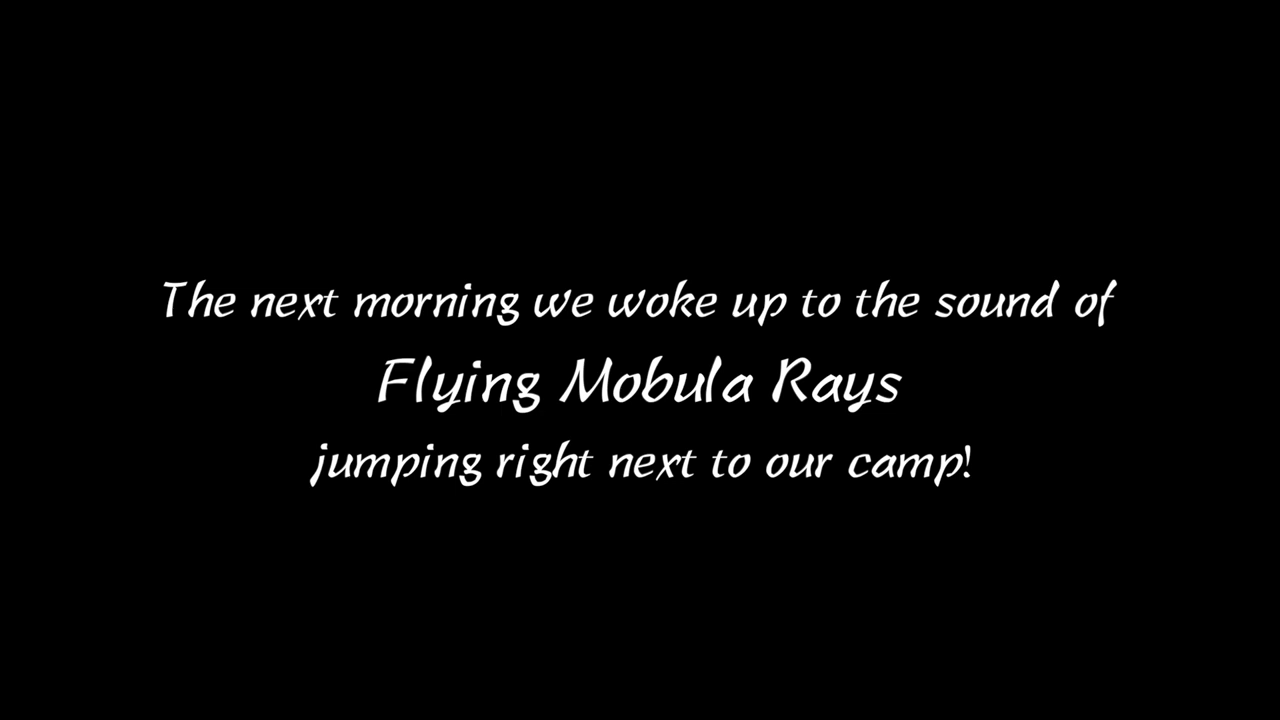 The next morning we woke up to the sound of
Flying Mobula Rays
jumping right next to our camp!